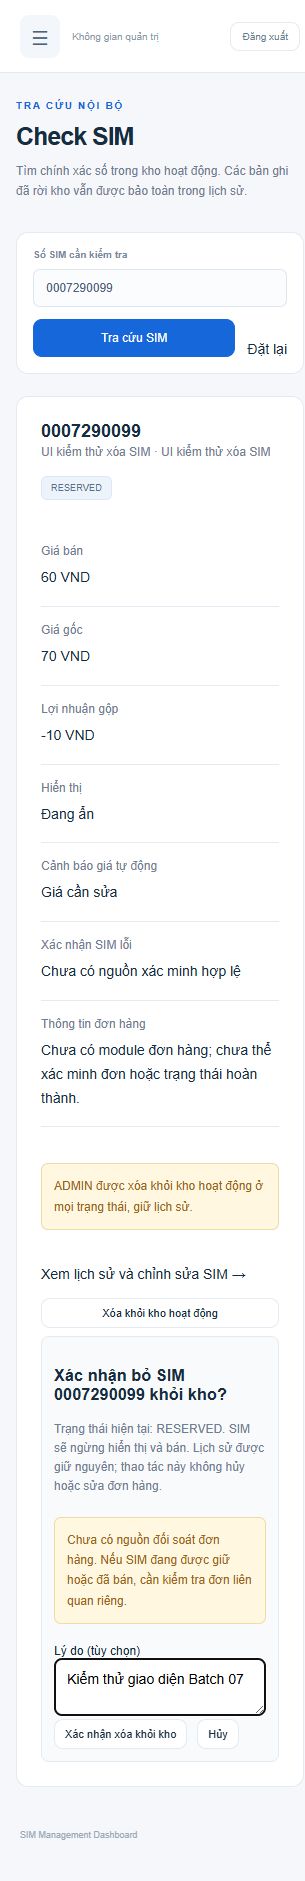 ☰ Không gian quản trị Đăng xuất
TRA CỨU NỘI BỘ
Check SIM
Tìm chính xác số trong kho hoạt động. Các bản ghi
đã rời kho vẫn được bảo toàn trong lịch sử.
Số SIM cần kiểm tra
0007290099
Tra cứu SIM Đặt lại
0007290099
UI kiểm thử xóa SIM · UI kiểm thử xóa SIM
RESERVED
Giá bán
60 VND
Giá gốc
70 VND
Lợi nhuận gộp
-10 VND
Hiển thị
Đang ẩn
Cảnh báo giá tự động
Giá cần sửa
Xác nhận SIM lỗi
Chưa có nguồn xác minh hợp lệ
Thông tin đơn hàng
Chưa có module đơn hàng; chưa thể
xác minh đơn hoặc trạng thái hoàn
thành.
ADMIN được xóa khỏi kho hoạt động ở
mọi trạng thái, giữ lịch sử.
Xem lịch sử và chỉnh sửa SIM →
Xóa khỏi kho hoạt động
Xác nhận bỏ SIM
0007290099 khỏi kho?
Trạng thái hiện tại: RESERVED. SIM
sẽ ngừng hiển thị và bán. Lịch sử được
giữ nguyên; thao tác này không hủy
hoặc sửa đơn hàng.
Chưa có nguồn đối soát đơn
hàng. Nếu SIM đang được giữ
hoặc đã bán, cần kiểm tra đơn liên
quan riêng.
Lý do (tùy chọn)
Kiểm thử giao diện Batch 07
Xác nhận xóa khỏi kho Hủy
SIM Management Dashboard